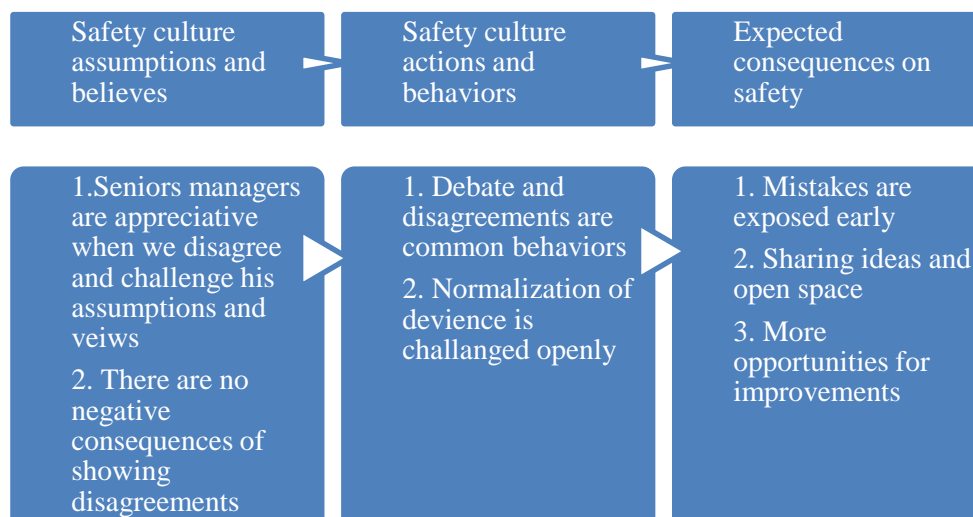 Safety culture
assumptions and
believes
Safety culture
actions and
behaviors
Expected
consequences on
safety
1.Seniors managers
are appreciative
when we disagree
and challenge his
assumptions and
veiws
2. There are no
negative
consequences of
showing
disagreements
1. Debate and
disagreements are
common behaviors
2. Normalization of
devience is
challanged openly
1. Mistakes are
exposed early
2. Sharing ideas and
open space
3. More
opportunities for
improvements